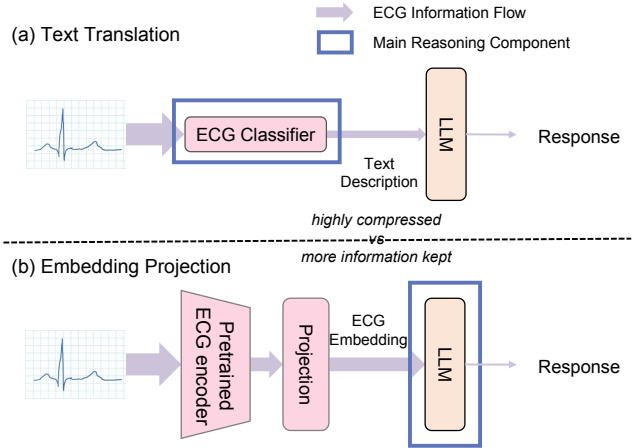 ECG Information Flow
(a) Text Translation
Main Reasoning Component
ECG Classifier
LLM
Response
Text
Description
highly compressed
vs
more information kept
(b) Embedding Projection
Pretrained
ECG encoder
Projection
ECG
Embedding
LLM
Response